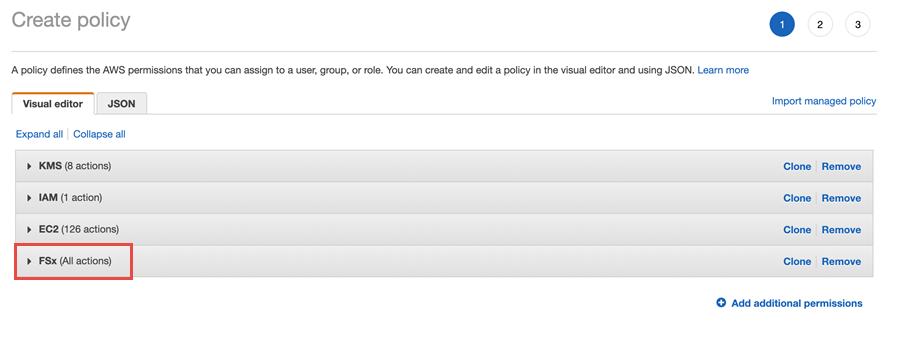 Create policy
1 2 3
A policy defines the AWS permissions that you can assign to a user, group, or role. You can create and edit a policy in the visual editor and using JSON. Learn more
Visual editor JSON Import managed policy
Expand all Collapse all
KMS (8 actions) Clone Remove
IAM (1 action) Clone Remove
EC2 (126 actions) Clone Remove
FSx (All actions) Clone Remove
Add additional permissions